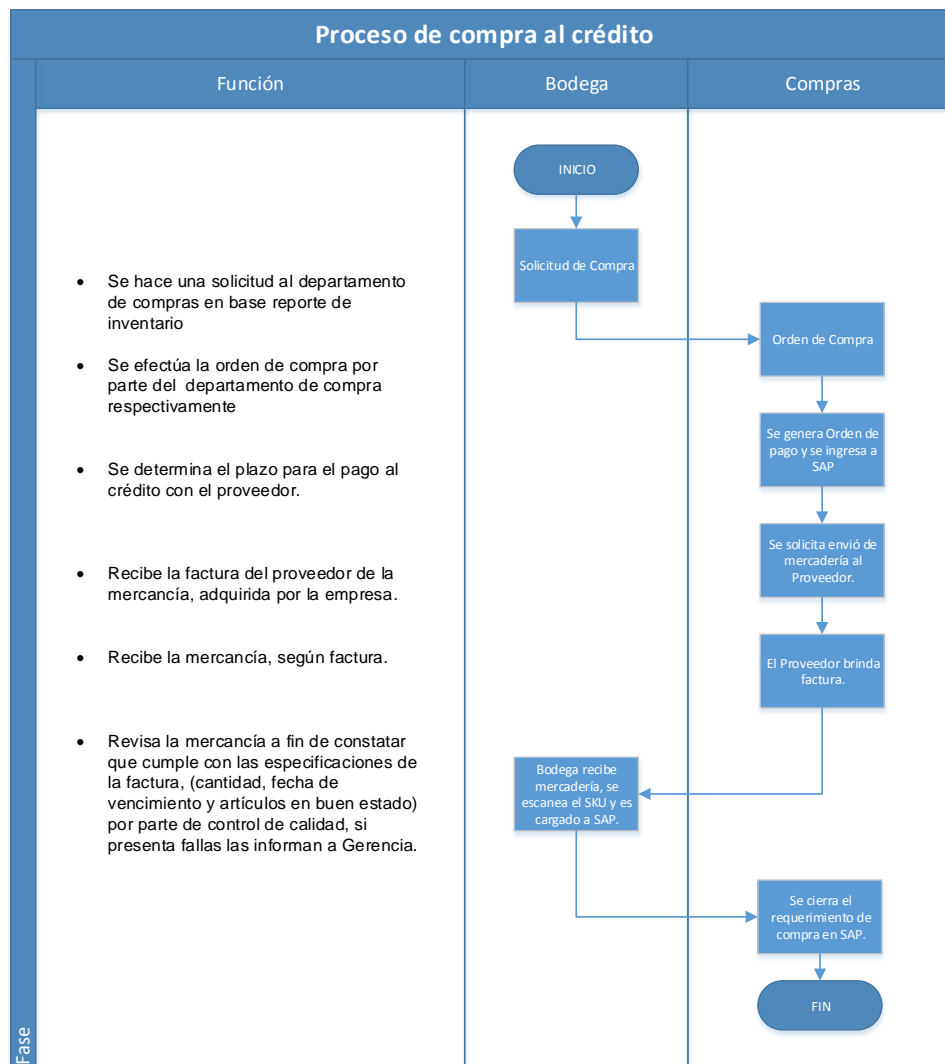 Proceso de compra al crédito
Función
Bodega
Compras
Fase
• Se hace una solicitud al departamento
de compras en base reporte de
inventario
• Se efectúa la orden de compra por
parte del departamento de compra
respectivamente
• Se determina el plazo para el pago al
crédito con el proveedor.
• Recibe la factura del proveedor de la
mercancía, adquirida por la empresa.
• Recibe la mercancía, según factura.
• Revisa la mercancía a fin de constatar
que cumple con las especificaciones de
la factura, (cantidad, fecha de
vencimiento y artículos en buen estado)
por parte de control de calidad, si
presenta fallas las informan a Gerencia.
INICIO
Solicitud de Compra
Orden de Compra
Se genera Orden de
pago y se ingresa a
SAP
Se solicita envió de
mercadería al
Proveedor.
El Proveedor brinda
factura.
Bodega recibe
mercadería, se
escanea el SKU y es
cargado a SAP.
Se cierra el
requerimiento de
compra en SAP.
FIN